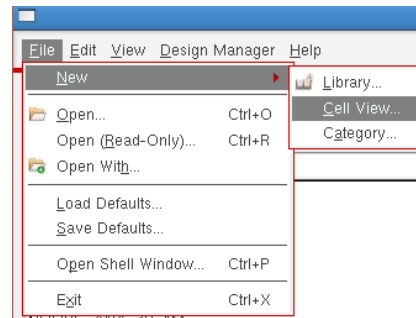 File Edit View Design Manager Help
New
Library...
Cell View...
Category...
Open... Ctrl+O
Open (Read-Only)... Ctrl+R
Open With...
Load Defaults...
Save Defaults...
Open Shell Window... Ctrl+P
Exit Ctrl+X